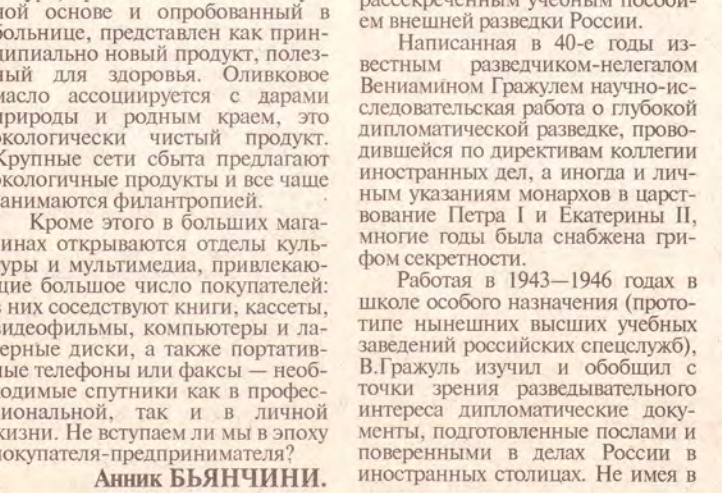 ной основе и опробованный в
больнице, представлен как прин-
ципиально новый продукт, полез-
ный для здоровья. Оливковое
масло ассоциируется с дарами
природы и родным краем, это
экологически чистый продукт.
Крупные сети сбыта предлагают
экологичные продукты и все чаще
анимаются филантропией.
Кроме этого в больших мага-
инах открываются отделы куль-
туры и мультимедиа, привлекаю-
щие большое число покупателей:
в них соседствуют книги, кассеты,
видеофильмы, компьютеры и ла-
ерные диски, а также портатив-
ные телефоны или факсы — необ-
ходимые спутники как в профес-
иональной, так и в личной
жизни. Не вступаем ли мы в эпоху
покупателя-предпринимателя?
Анник БЬЯНЧИНИ.
рассекреченным учебным пособи-
ем внешней разведки России.
Написанная в 40-е годы из-
вестным разведчиком-нелегалом
Вениамином Гражулем научно-ис-
следовательская работа о глубокой
дипломатической разведке, прово-
дившейся по директивам коллегии
иностранных дел, а иногда и лич-
ным указаниям монархов в царст-
вование Петра I и Екатерины II,
многие годы была снабжена гри-
фом секретности.
Работая в 1943—1946 годах в
школе особого назначения (прото-
типе нынешних высших учебных
заведений российских спецслужб),
В.Гражуль изучил и обобщил с
точки зрения разведывательного
интереса дипломатические доку-
менты, подготовленные послами и
поверенными в делах России в
иностранных столицах. Не имея в